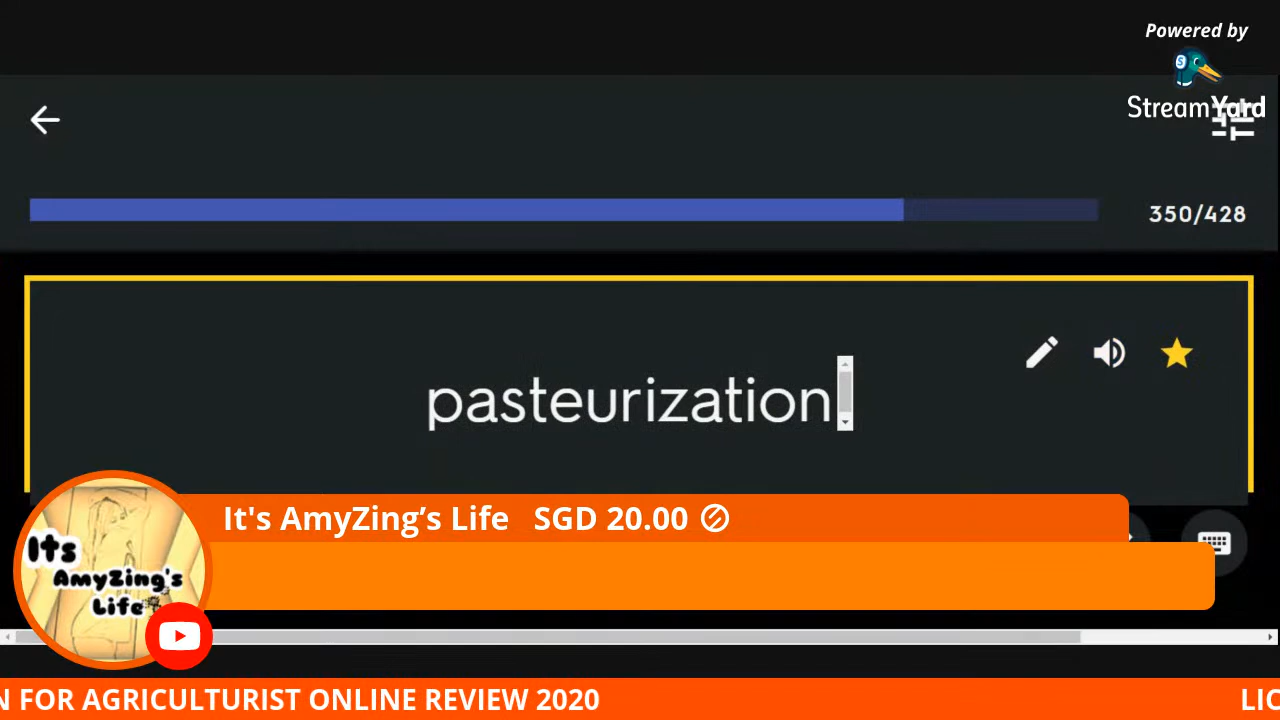 Powered by
StreamYard
350/428
pasteurization
It's AmyZing’s Life SGD 20.00
Its
AmyZing's
Life
N FOR AGRICULTURIST ONLINE REVIEW 2020
LIC